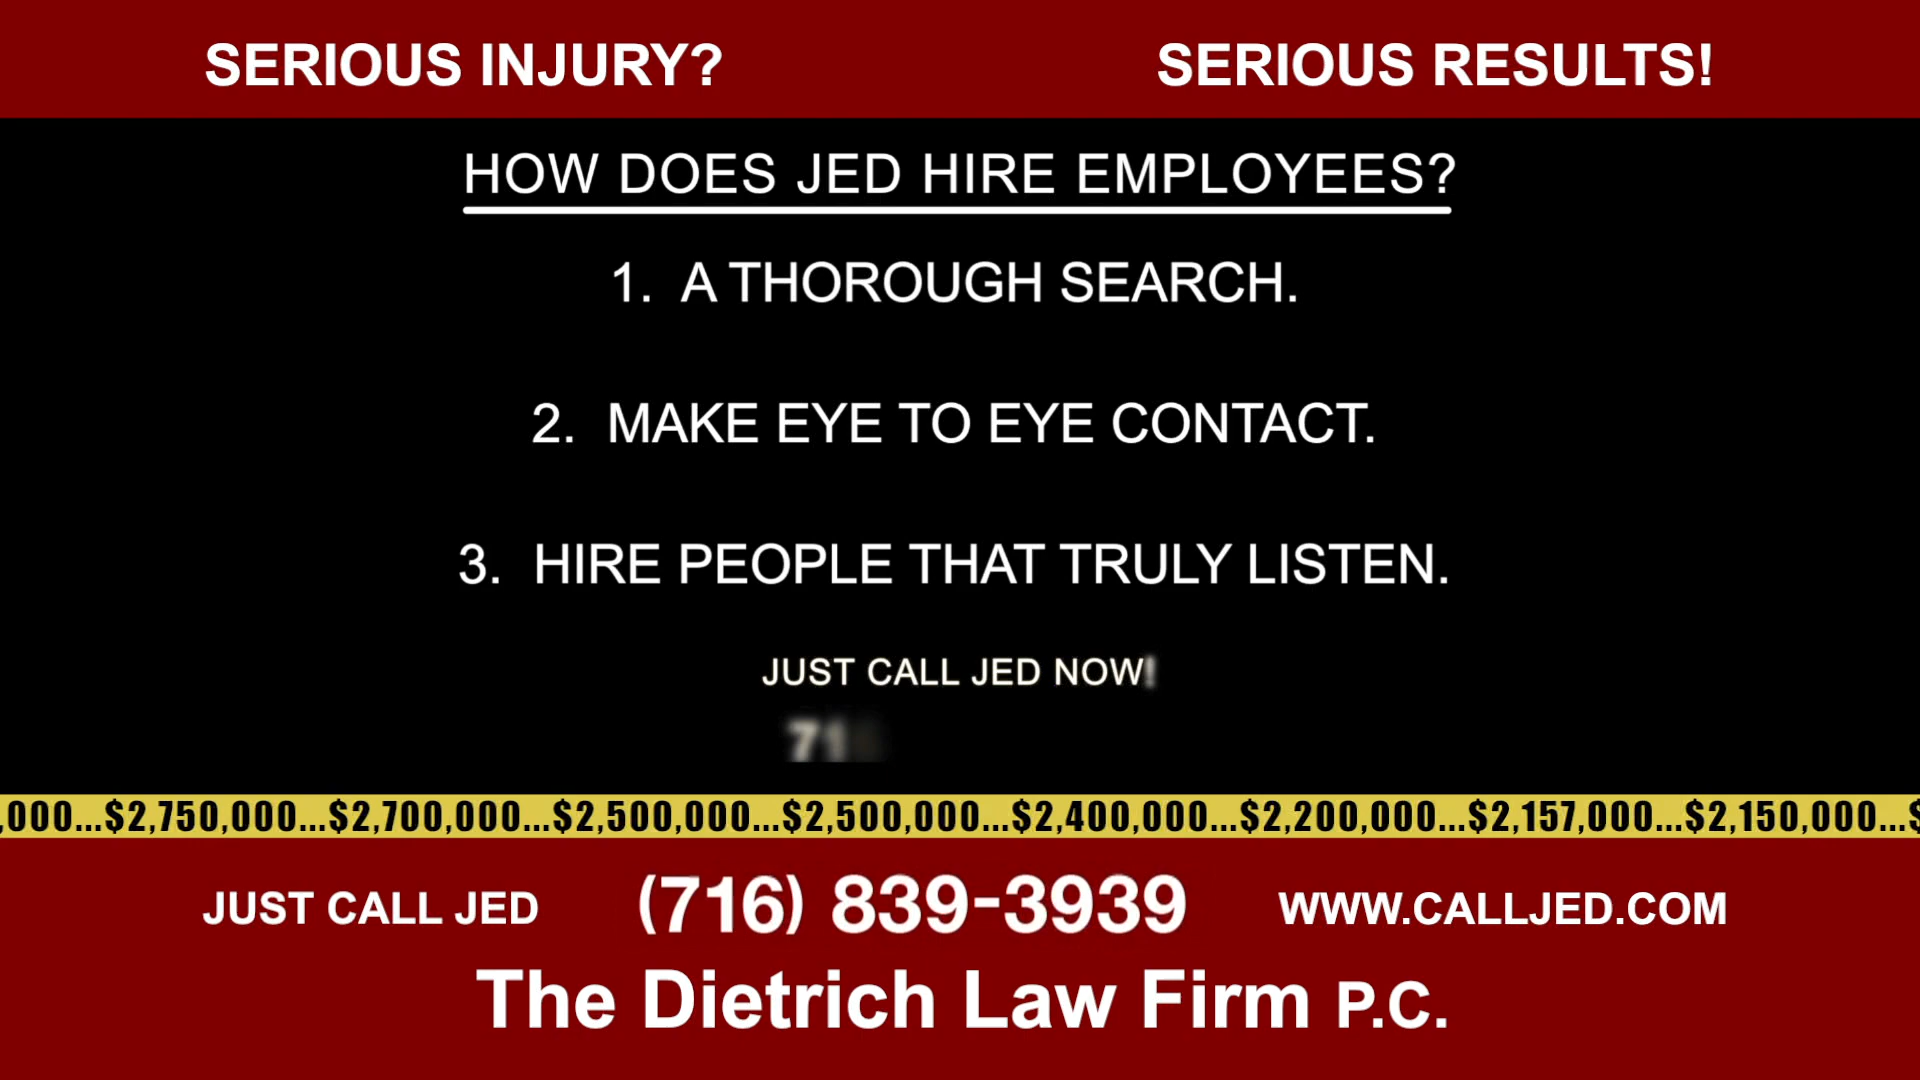 SERIOUS INJURY? SERIOUS RESULTS!
HOW DOES JED HIRE EMPLOYEES?
1. A THOROUGH SEARCH.
2. MAKE EYE TO EYE CONTACT.
3. HIRE PEOPLE THAT TRULY LISTEN.
JUST CALL JED NOW!
71
,000...$2,750,000...$2,700,000...$2,500,000...$2,500,000...$2,400,000...$2,200,000...$2,157,000...$2,150,000...$
JUST CALL JED (716) 839-3939 WWW.CALLJED.COM
The Dietrich Law Firm P.C.